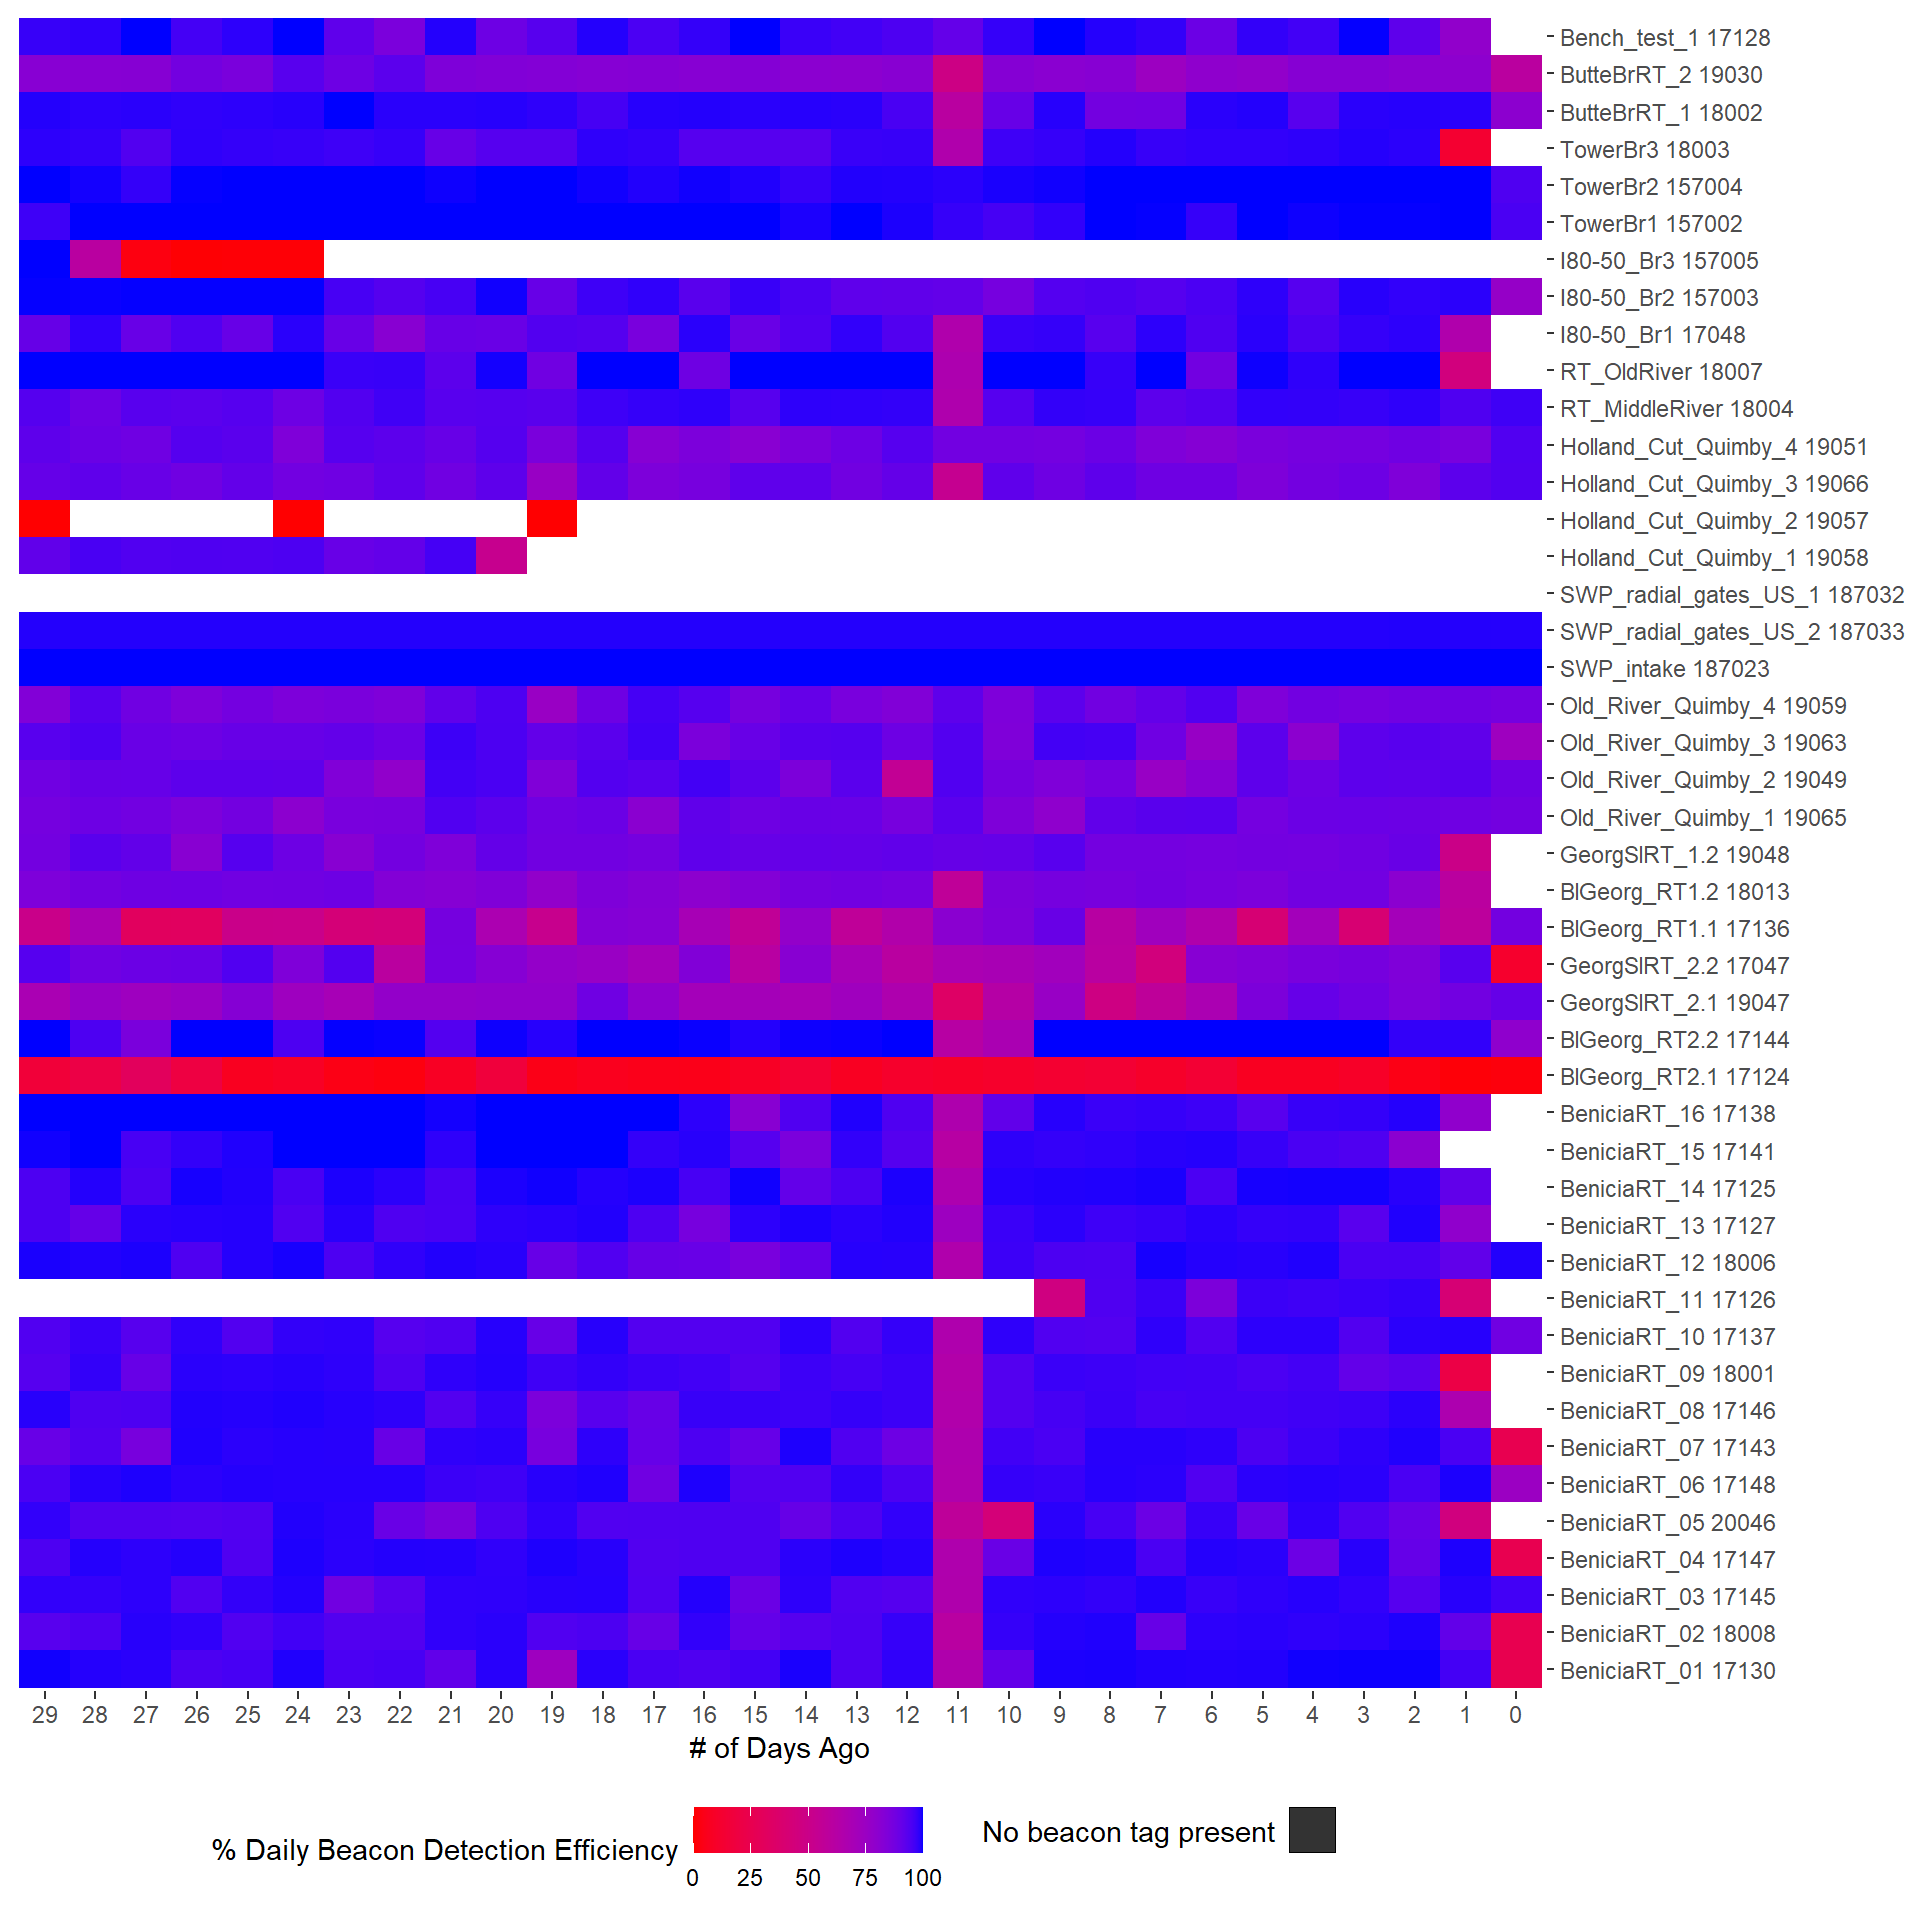 Bench_test_1 17128
ButteBrRT_2 19030
ButteBrRT_1 18002
TowerBr3 18003
TowerBr2 157004
TowerBr1 157002
I80-50_Br3 157005
I80-50_Br2 157003
I80-50_Br1 17048
RT_OldRiver 18007
RT_MiddleRiver 18004
Holland_Cut_Quimby_4 19051
Holland_Cut_Quimby_3 19066
Holland_Cut_Quimby_2 19057
Holland_Cut_Quimby_1 19058
SWP_radial_gates_US_1 187032
SWP_radial_gates_US_2 187033
SWP_intake 187023
Old_River_Quimby_4 19059
Old_River_Quimby_3 19063
Old_River_Quimby_2 19049
Old_River_Quimby_1 19065
GeorgSlRT_1.2 19048
BlGeorg_RT1.2 18013
BlGeorg_RT1.1 17136
GeorgSlRT_2.2 17047
GeorgSlRT_2.1 19047
BlGeorg_RT2.2 17144
BlGeorg_RT2.1 17124
BeniciaRT_16 17138
BeniciaRT_15 17141
BeniciaRT_14 17125
BeniciaRT_13 17127
BeniciaRT_12 18006
BeniciaRT_11 17126
BeniciaRT_10 17137
BeniciaRT_09 18001
BeniciaRT_08 17146
BeniciaRT_07 17143
BeniciaRT_06 17148
BeniciaRT_05 20046
BeniciaRT_04 17147
BeniciaRT_03 17145
BeniciaRT_02 18008
BeniciaRT_01 17130
29 28 27 26 25 24 23 22 21 20 19 18 17 16 15 14 13 12 11 10 9 8 7 6 5 4 3 2 1 0
# of Days Ago
% Daily Beacon Detection Efficiency
0 25 50 75 100
No beacon tag present